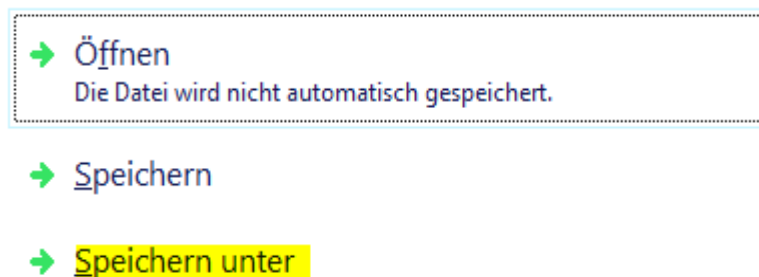 Öffnen
Die Datei wird nicht automatisch gespeichert.
Speichern
Speichern unter